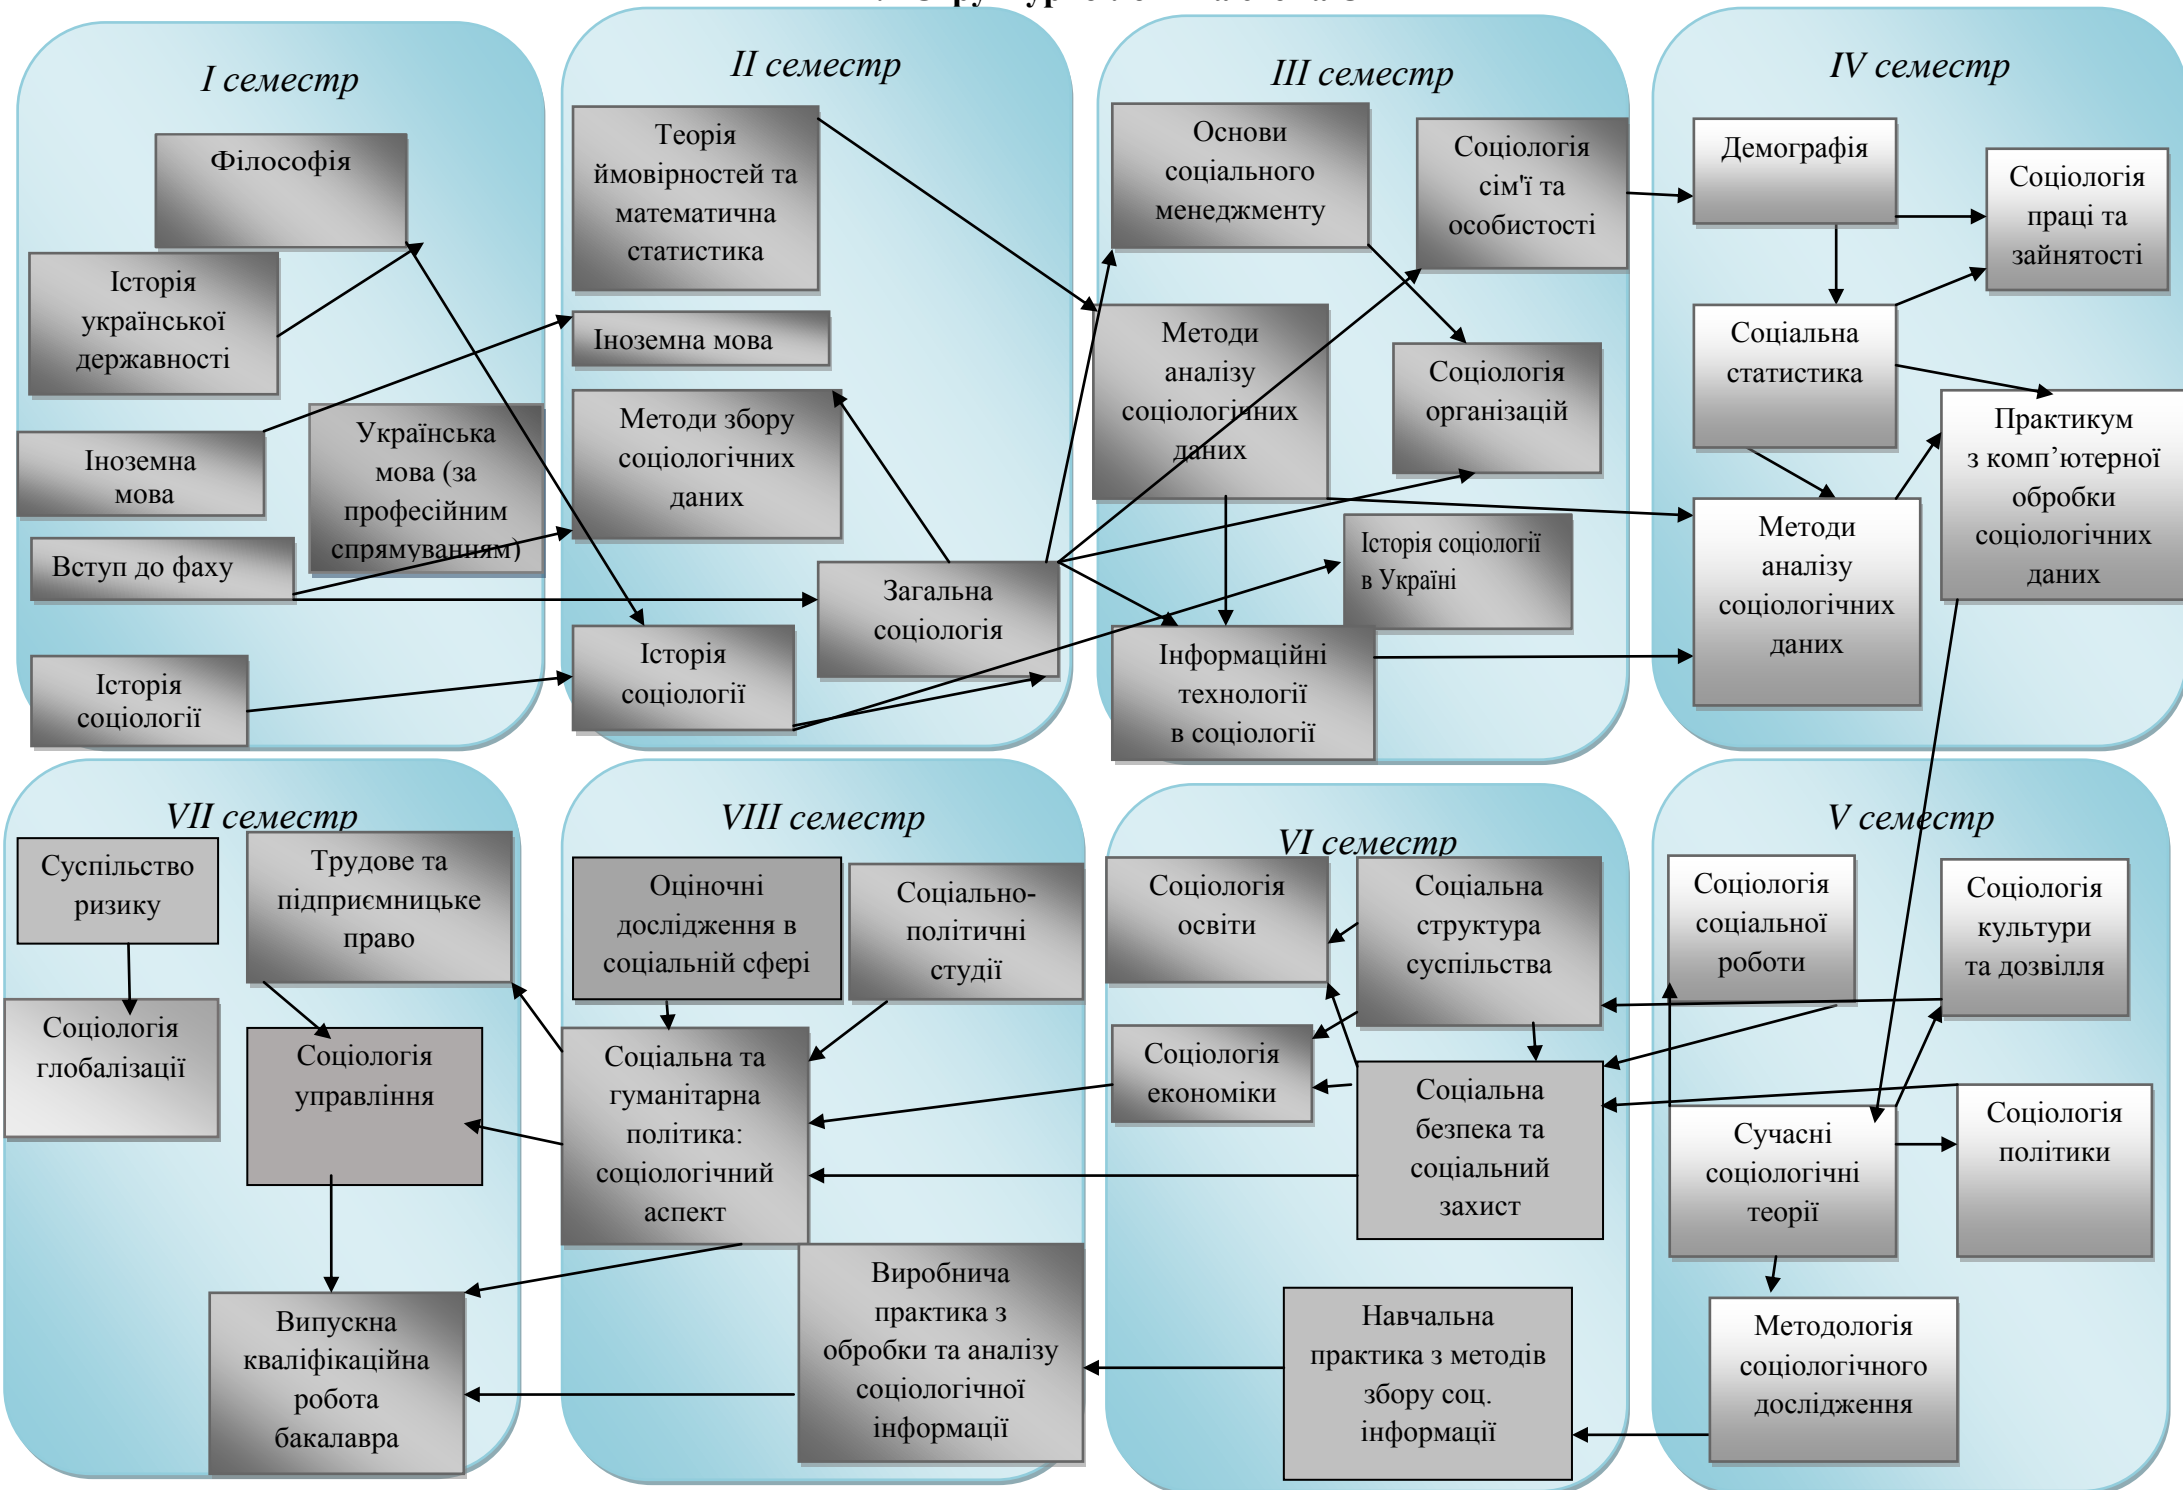 I семестр
Філософія
Історія
української
державності
Іноземна
мова
Українська
мова (за
професійним
спрямуванням)
Вступ до фаху
Історія
соціології
II семестр
Теорія
ймовірностей та
математична
статистика
Іноземна мова
Методи збору
соціологічних
даних
Загальна
соціологія
Історія
соціології
III семестр
Основи
соціального
менеджменту
Соціологія
сім'ї та
особистості
Методи
аналізу
соціологічних
даних
Соціологія
організацій
Історія соціології
в Україні
Інформаційні
технології
в соціології
IV семестр
Демографія
Соціологія
праці та
зайнятості
Соціальна
статистика
Практикум
з комп’ютерної
обробки
соціологічних
даних
Методи
аналізу
соціологічних
даних
VII семестр
Суспільство
ризику
Трудове та
підприємницьке
право
Соціологія
глобалізації
Соціологія
управління
Випускна
кваліфікаційна
робота
бакалавра
VIII семестр
Оціночні
дослідження в
соціальній сфері
Соціально-
політичні
студії
Соціальна та
гуманітарна
політика:
соціологічний
аспект
Виробнича
практика з
обробки та аналізу
соціологічної
інформації
VI семестр
Соціологія
освіти
Соціальна
структура
суспільства
Соціологія
економіки
Соціальна
безпека та
соціальний
захист
Навчальна
практика з методів
збору соц.
інформації
V семестр
Соціологія
соціальної
роботи
Соціологія
культури
та дозвілля
Сучасні
соціологічні
теорії
Соціологія
політики
Методологія
соціологічного
дослідження